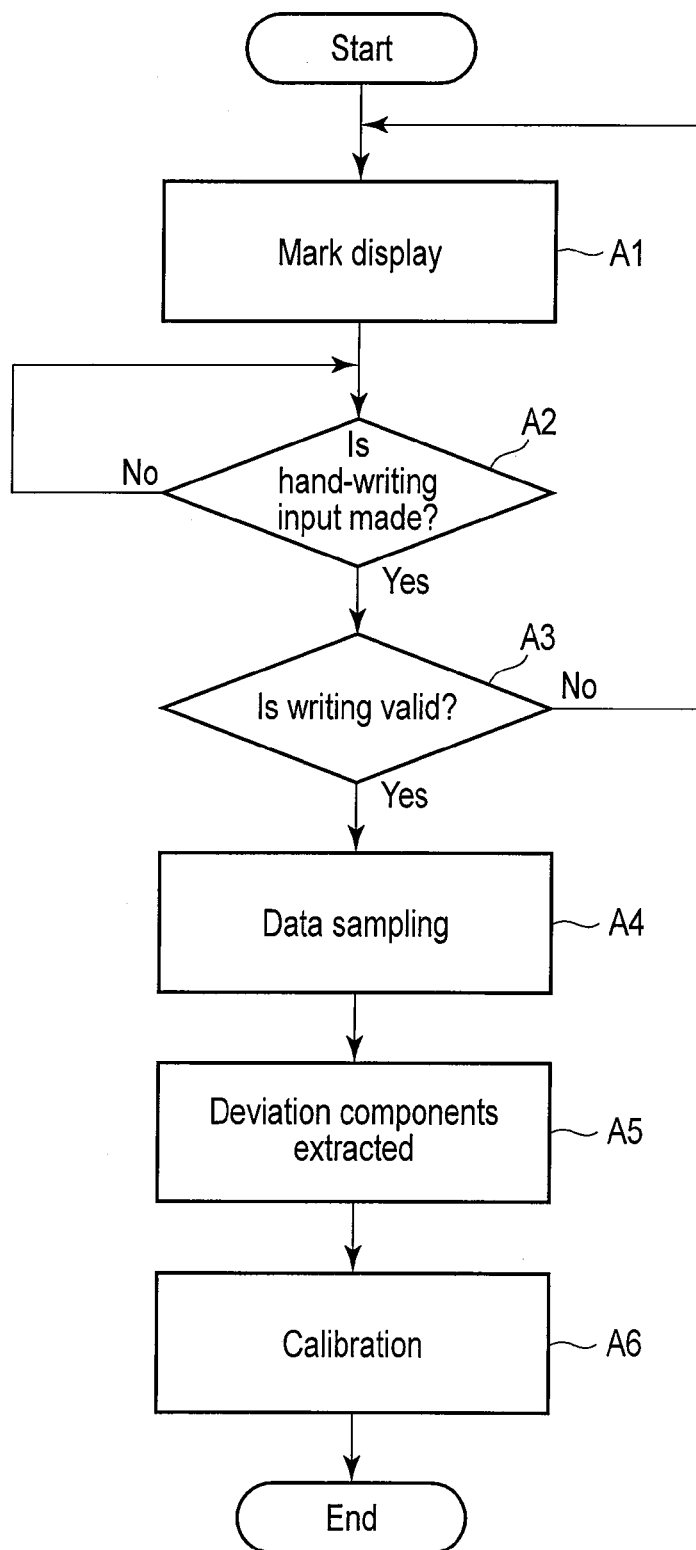 Start
Mark display
A1
A2
Is
hand-writing
input made?
No
Yes
A3
Is writing valid?
No
Yes
Data sampling
A4
Deviation components
extracted
A5
Calibration
A6
End